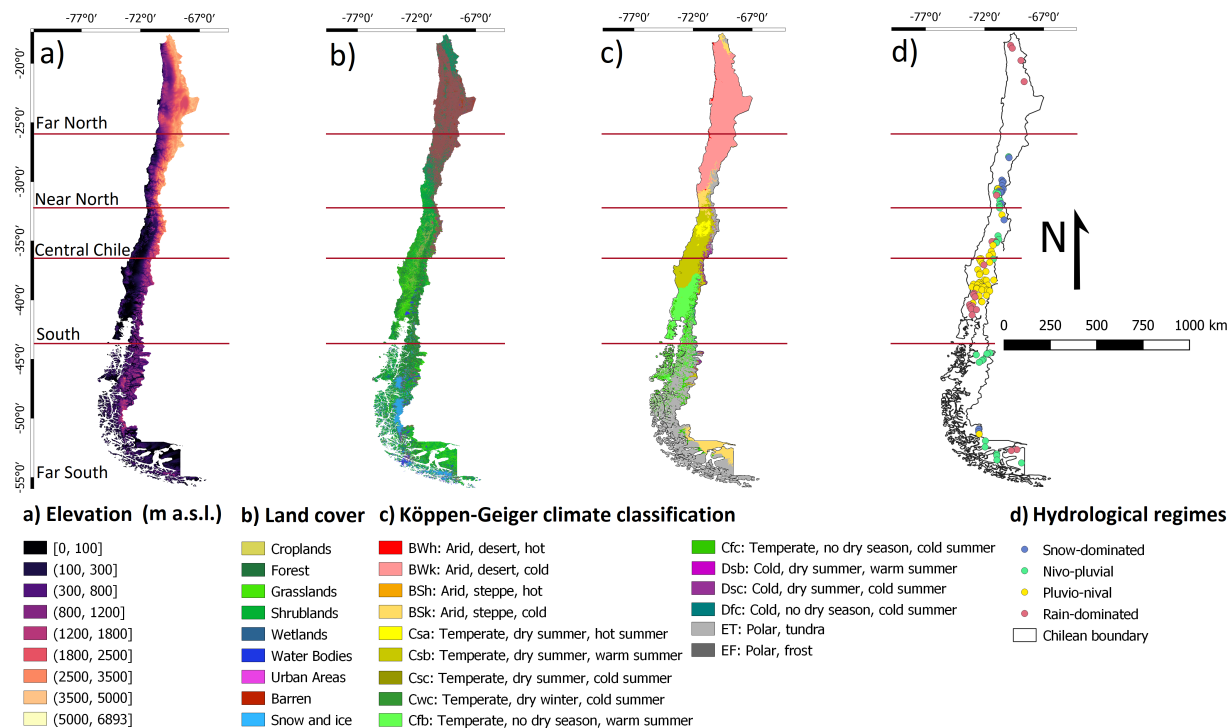 -72°0' -67°0' -72°0' -67°0' -72°0' -67°0' -72°0' -67°0'
a) b) c) d)
-20°0'
-25°0'
-30°0'
-35°0'
-40°0'
-45°0'
-50°0'
-55°0'
Far North
Near North
Central Chile
South
Far South
N
0 250 500 750 1000 km
a) Elevation (m a.s.l.)
[0, 100]
(100, 300]
(300, 800]
(800, 1200]
(1200, 1800]
(1800, 2500]
(2500, 3500]
(3500, 5000]
(5000, 6893]
b) Land cover
Croplands
Forest
Grasslands
Shrublands
Wetlands
Water Bodies
Urban Areas
Barren
Snow and ice
c) Köppen-Geiger climate classification
BWh: Arid, desert, hot
BWk: Arid, desert, cold
BSh: Arid, steppe, hot
BSk: Arid, steppe, cold
Csa: Temperate, dry summer, hot summer
Csb: Temperate, dry summer, warm summer
Csc: Temperate, dry summer, cold summer
Cwc: Temperate, dry winter, cold summer
Cfb: Temperate, no dry season, warm summer
Cfc: Temperate, no dry season, cold summer
Dsb: Cold, dry summer, warm summer
Dsc: Cold, dry summer, cold summer
Dfc: Cold, no dry season, cold summer
ET: Polar, tundra
EF: Polar, frost
d) Hydrological regimes
Snow-dominated
Nivo-pluvial
Pluvio-nival
Rain-dominated
Chilean boundary